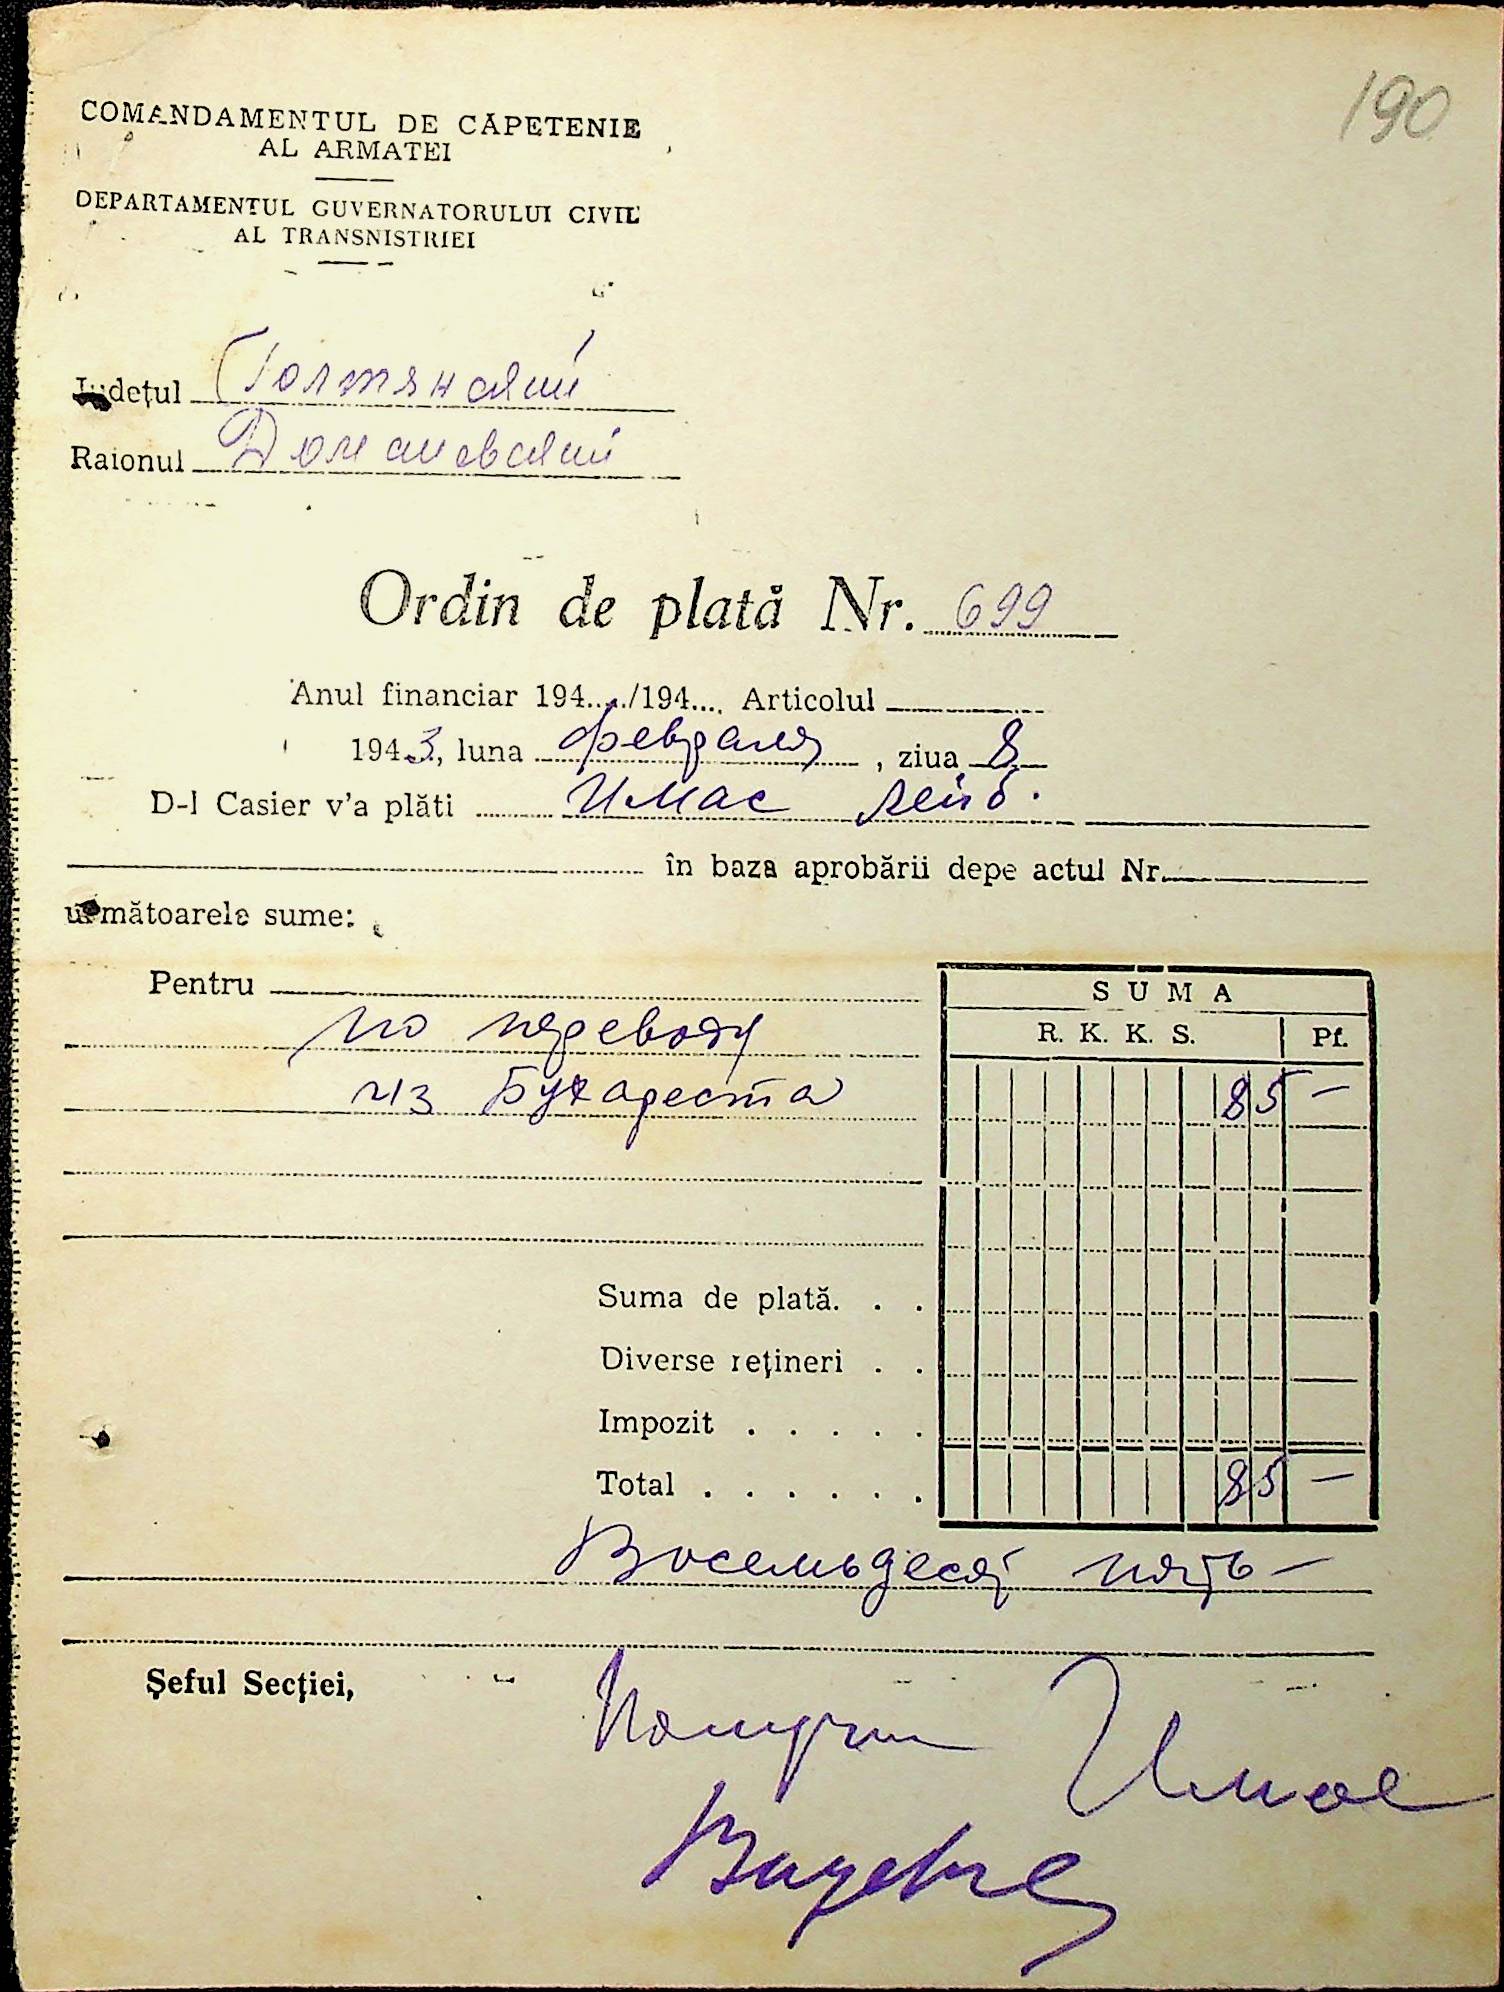 190
COMANDAMENTUL DE CĂPETENIE
AL ARMATEI
DEPARTAMENTUL GUVERNATORULUI CIVIL
AL TRANSNISTRIEI
Județul Голтянский
Raionul Доманевский
Ordin de plată Nr. 699
Anul financiar 194..../194.... Articolul
1943, luna февраля, ziua 8
D-l Casier v'a plăti Имас Лейб.
în baza aprobării depe actul Nr.
următoarele sume:
Pentru
SUMA
R. K. K. S. Pf.
по переводу
из Бухареста 85 —
Suma de plată. . .
Diverse rețineri . .
Impozit . . . . .
Total . . . . . . 85 —
Восемьдесят пять —
Șeful Secției,
Получил Имас